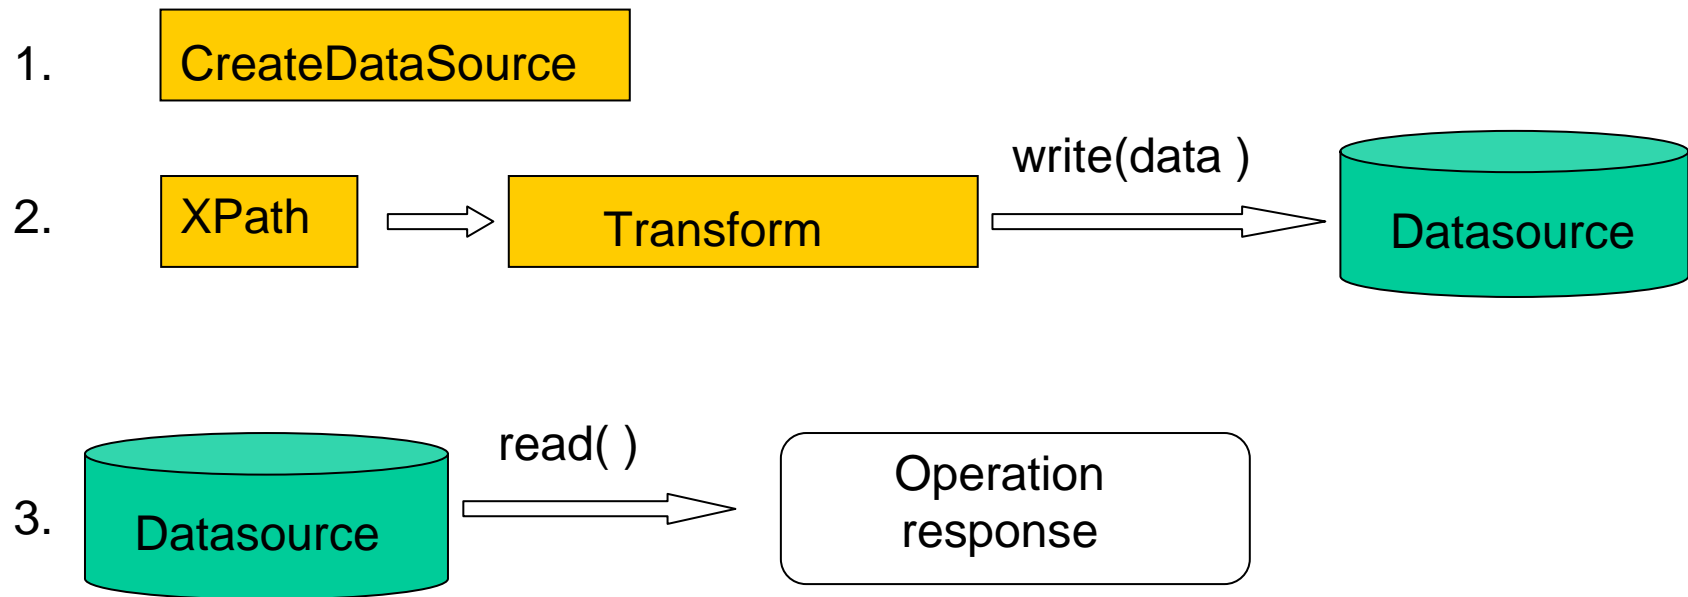 1.
CreateDataSource
2.
XPath
Transform
write(data )
Datasource
3.
Datasource
read( )
Operation
response